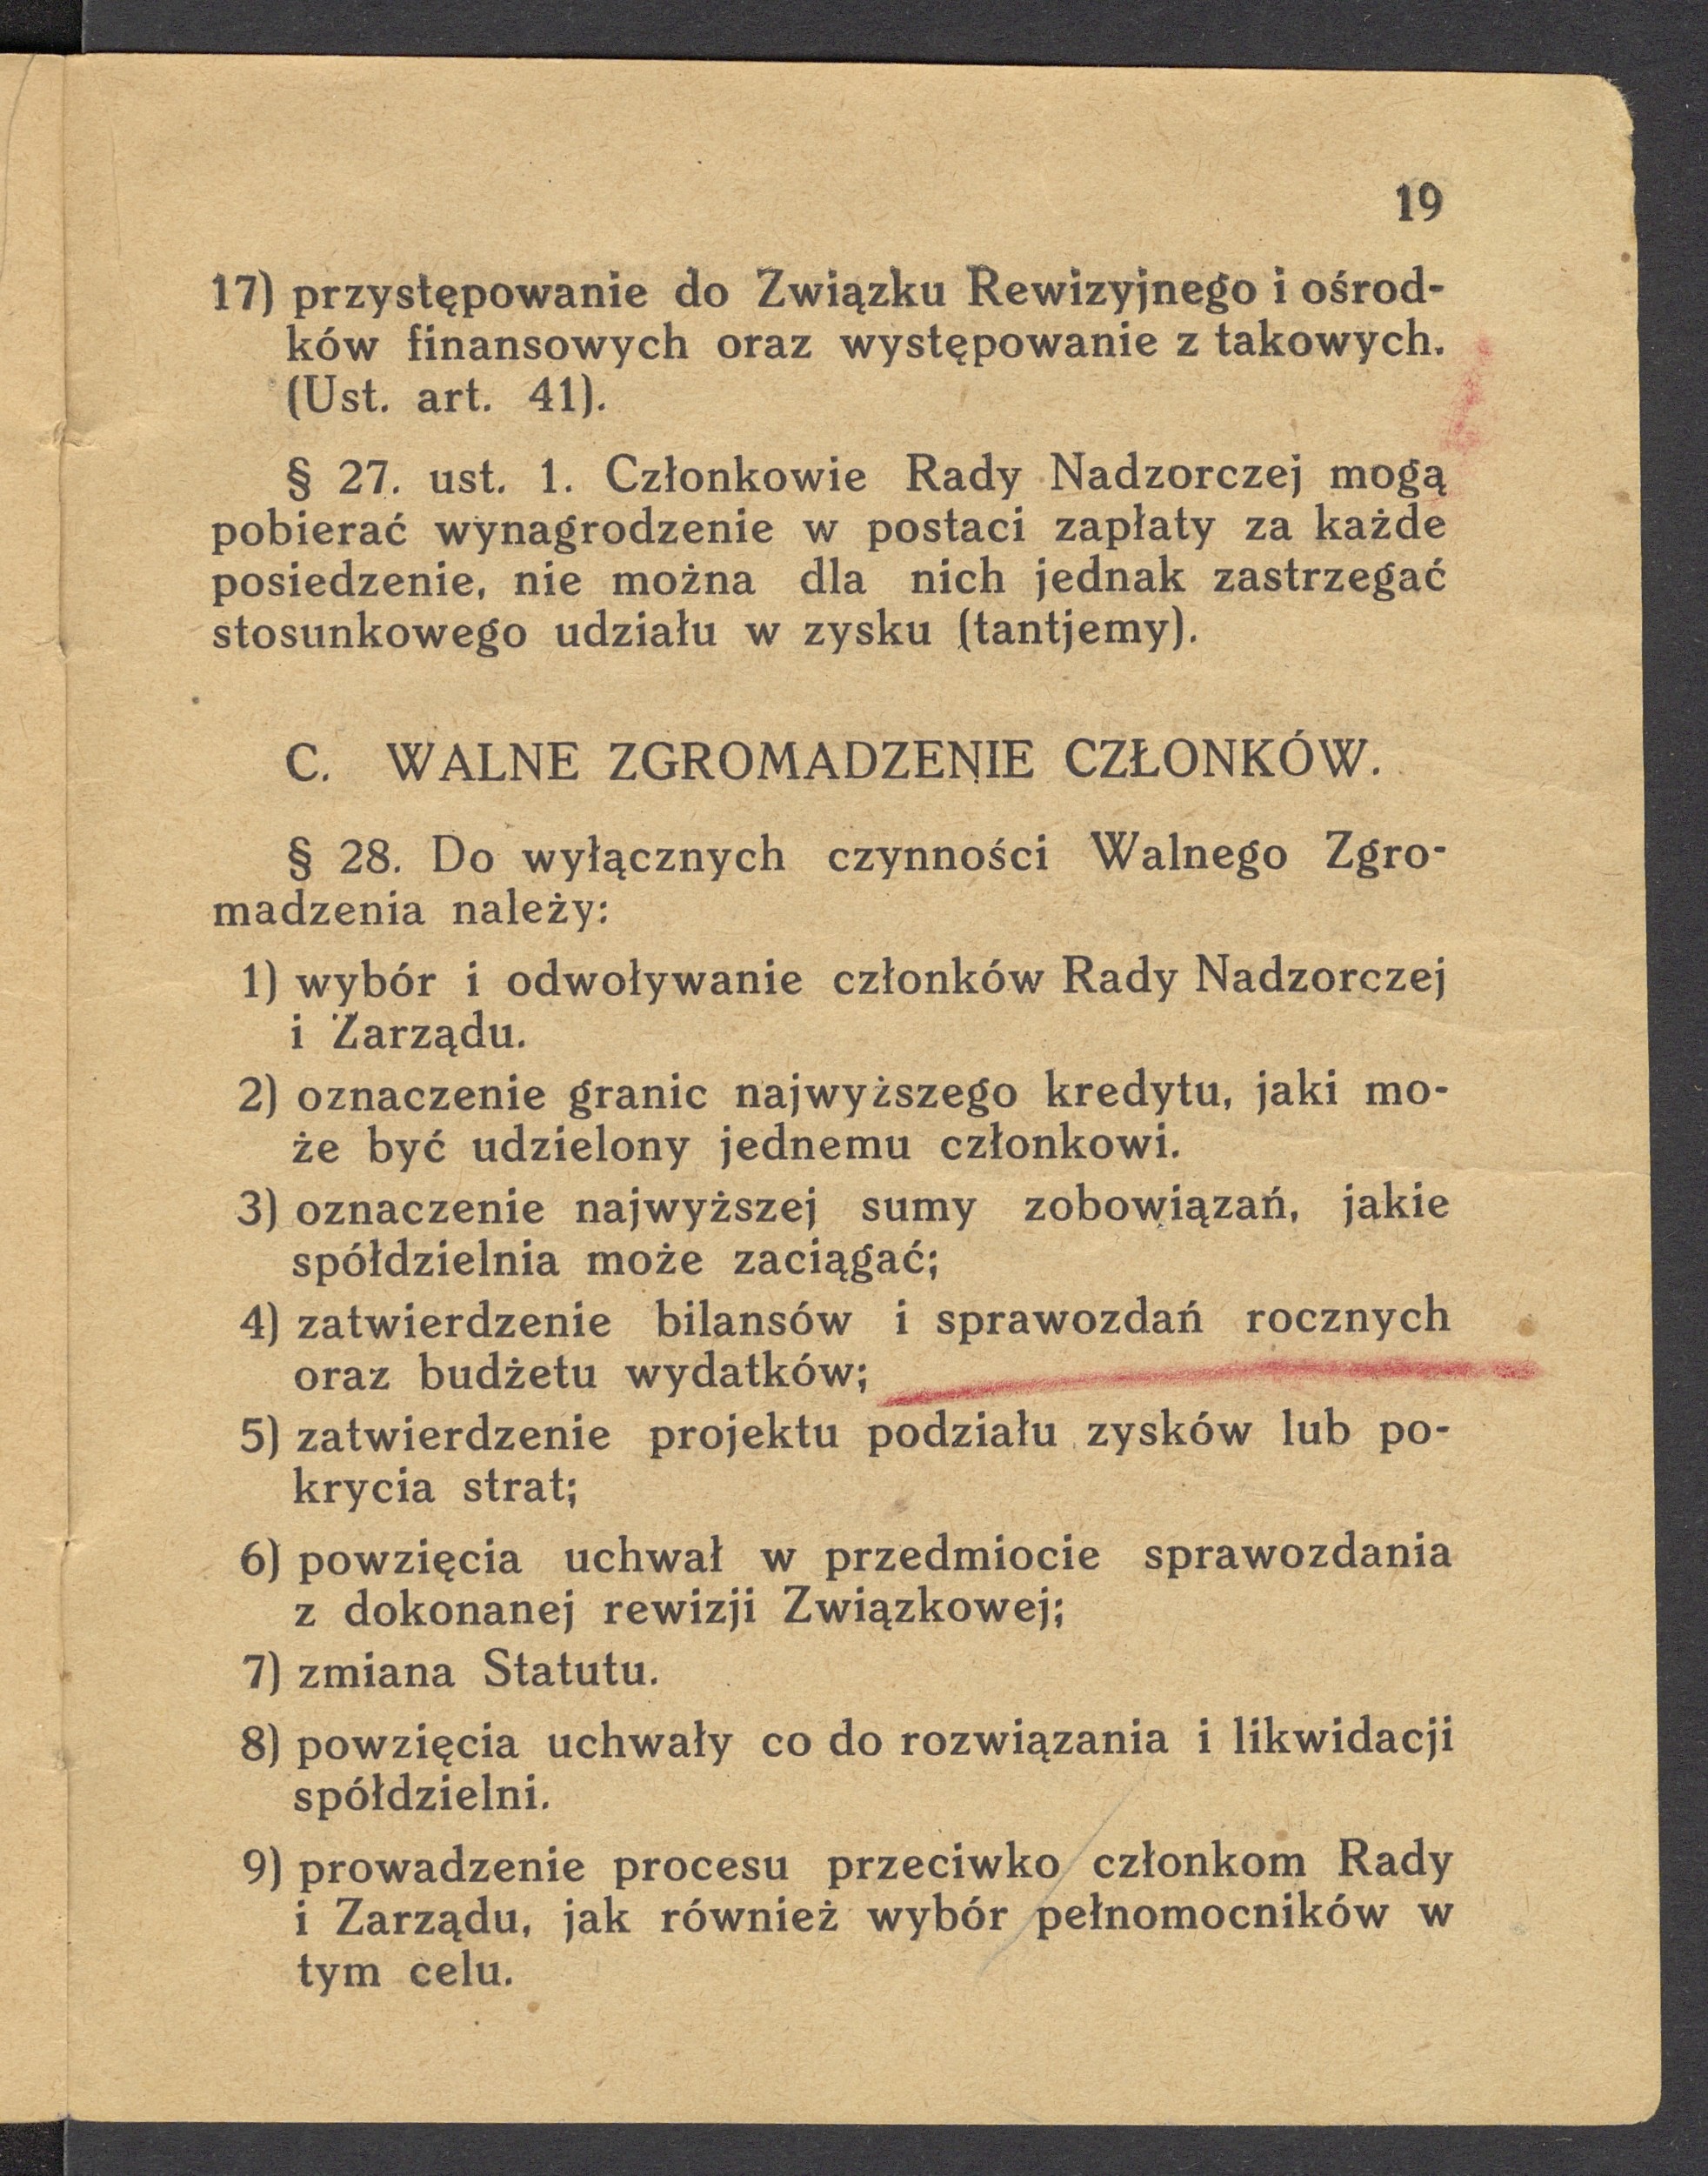 19
17) przystępowanie do Związku Rewizyjnego i ośrod-
ków finansowych oraz występowanie z takowych.
(Ust. art. 41).
§ 27. ust. 1. Członkowie Rady Nadzorczej mogą
pobierać wynagrodzenie w postaci zapłaty za każde
posiedzenie, nie można dla nich jednak zastrzegać
stosunkowego udziału w zysku (tantjemy).
C. WALNE ZGROMADZENIE CZŁONKÓW.
§ 28. Do wyłącznych czynności Walnego Zgro-
madzenia należy:
1) wybór i odwoływanie członków Rady Nadzorczej
i Zarządu.
2) oznaczenie granic najwyższego kredytu, jaki mo-
że być udzielony jednemu członkowi.
3) oznaczenie najwyższej sumy zobowiązań, jakie
spółdzielnia może zaciągać;
4) zatwierdzenie bilansów i sprawozdań rocznych
oraz budżetu wydatków;
5) zatwierdzenie projektu podziału zysków lub po-
krycia strat;
6) powzięcia uchwał w przedmiocie sprawozdania
z dokonanej rewizji Związkowej;
7) zmiana Statutu.
8) powzięcia uchwały co do rozwiązania i likwidacji
spółdzielni.
9) prowadzenie procesu przeciwko członkom Rady
i Zarządu, jak również wybór pełnomocników w
tym celu.